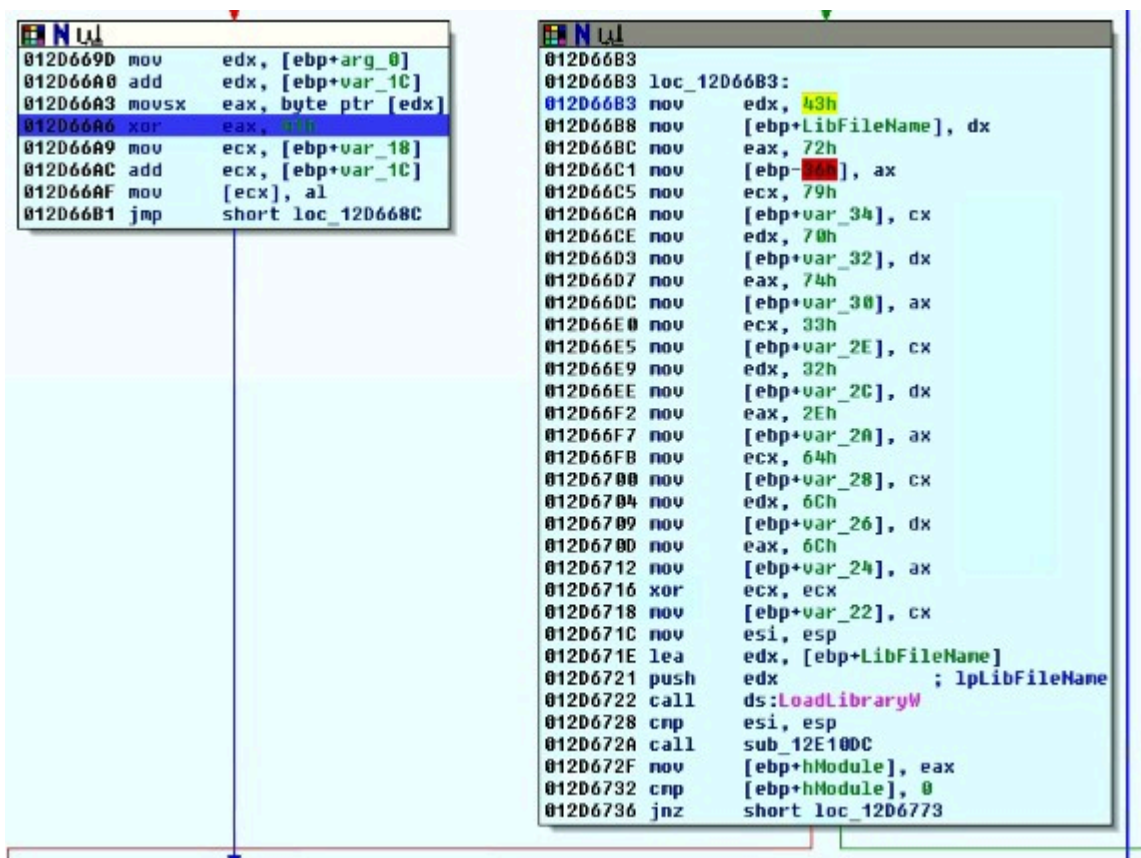 012D669D mov edx, [ebp+arg_0]
012D66A0 add edx, [ebp+var_1C]
012D66A3 movsx eax, byte ptr [edx]
012D66A6 xor eax,
012D66A9 mov ecx, [ebp+var_18]
012D66AC add ecx, [ebp+var_1C]
012D66AF mov [ecx], al
012D66B1 jmp short loc_12D668C
012D66B3
012D66B3 loc_12D66B3:
012D66B3 mov edx, 43h
012D66B8 mov [ebp+LibFileName], dx
012D66BC mov eax, 72h
012D66C1 mov [ebp-36h], ax
012D66C5 mov ecx, 79h
012D66CA mov [ebp+var_34], cx
012D66CE mov edx, 70h
012D66D3 mov [ebp+var_32], dx
012D66D7 mov eax, 74h
012D66DC mov [ebp+var_30], ax
012D66E0 mov ecx, 33h
012D66E5 mov [ebp+var_2E], cx
012D66E9 mov edx, 32h
012D66EE mov [ebp+var_2C], dx
012D66F2 mov eax, 2Eh
012D66F7 mov [ebp+var_2A], ax
012D66FB mov ecx, 64h
012D6700 mov [ebp+var_28], cx
012D6704 mov edx, 6Ch
012D6709 mov [ebp+var_26], dx
012D670D mov eax, 6Ch
012D6712 mov [ebp+var_24], ax
012D6716 xor ecx, ecx
012D6718 mov [ebp+var_22], cx
012D671C mov esi, esp
012D671E lea edx, [ebp+LibFileName]
012D6721 push edx ; lpLibFileName
012D6722 call ds:LoadLibraryW
012D6728 cmp esi, esp
012D672A call sub_12E10DC
012D672F mov [ebp+hModule], eax
012D6732 cmp [ebp+hModule], 0
012D6736 jnz short loc_12D6773